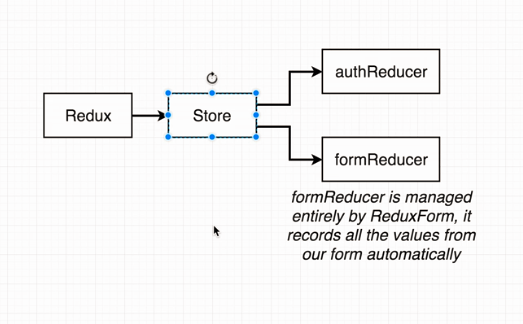 Redux
Store
authReducer
formReducer
formReducer is managed
entirely by ReduxForm, it
records all the values from
our form automatically